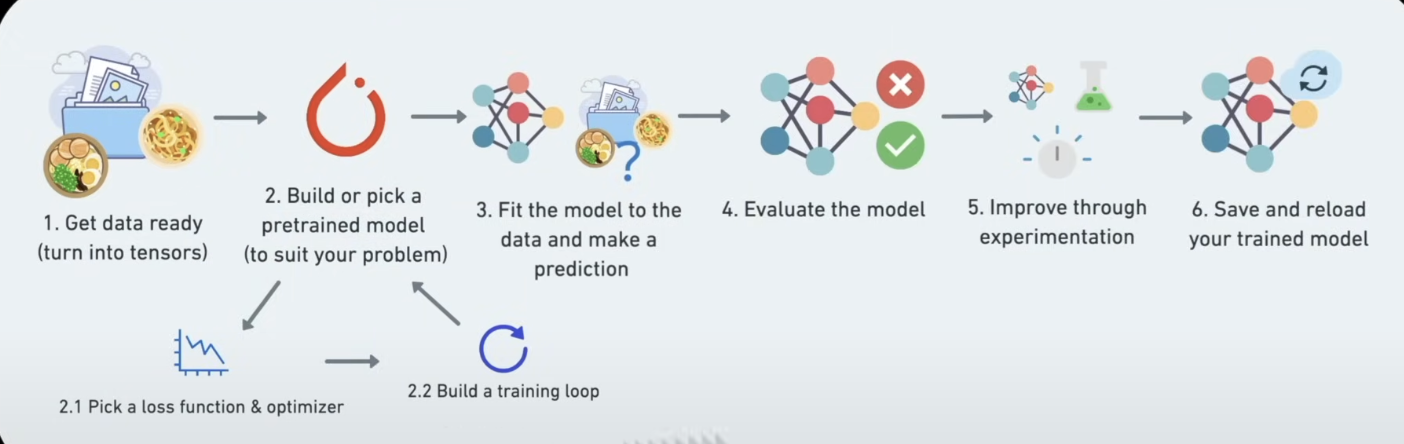 1. Get data ready
(turn into tensors)
2. Build or pick a
pretrained model
(to suit your problem)
3. Fit the model to the
data and make a
prediction
4. Evaluate the model
5. Improve through
experimentation
6. Save and reload
your trained model
2.1 Pick a loss function & optimizer
2.2 Build a training loop